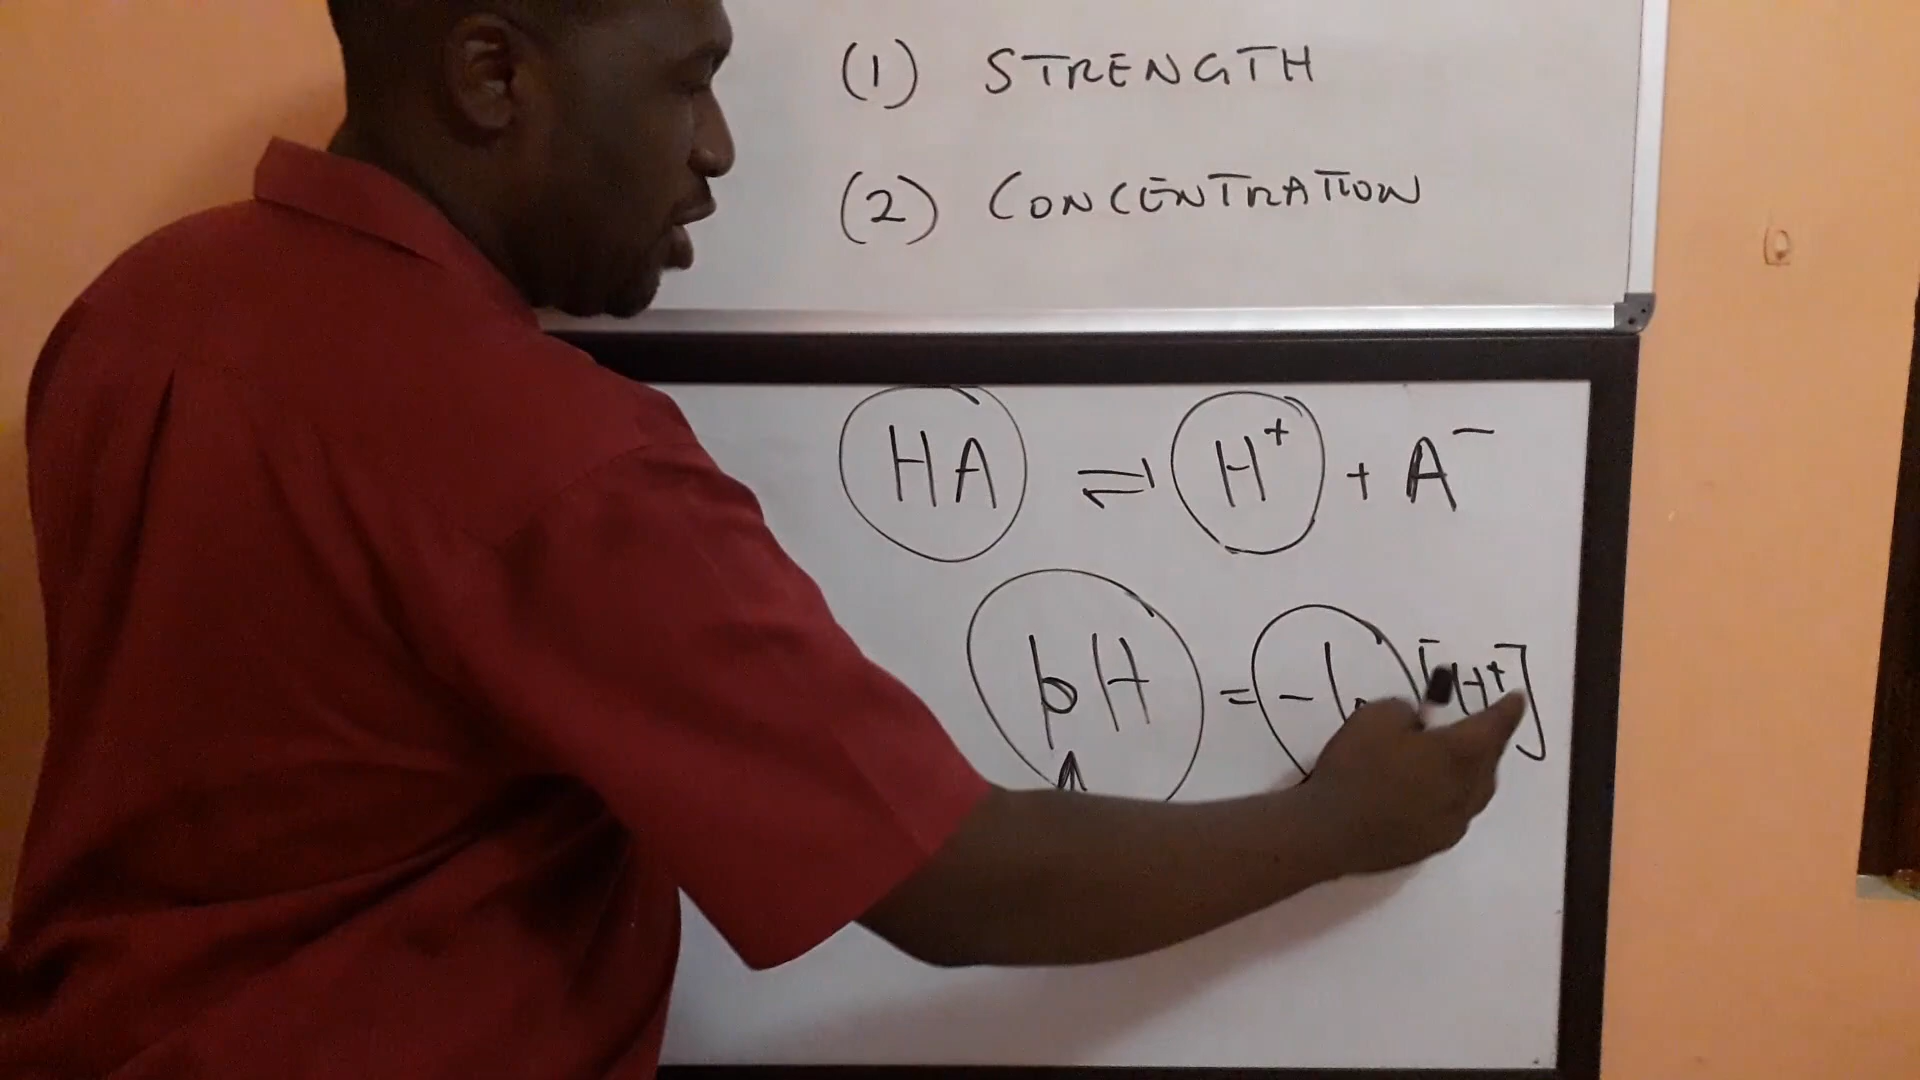 (1) STRENGTH
(2) CONCENTRATION
HA ⇌ H⁺ + A⁻
pH = - [H⁺]